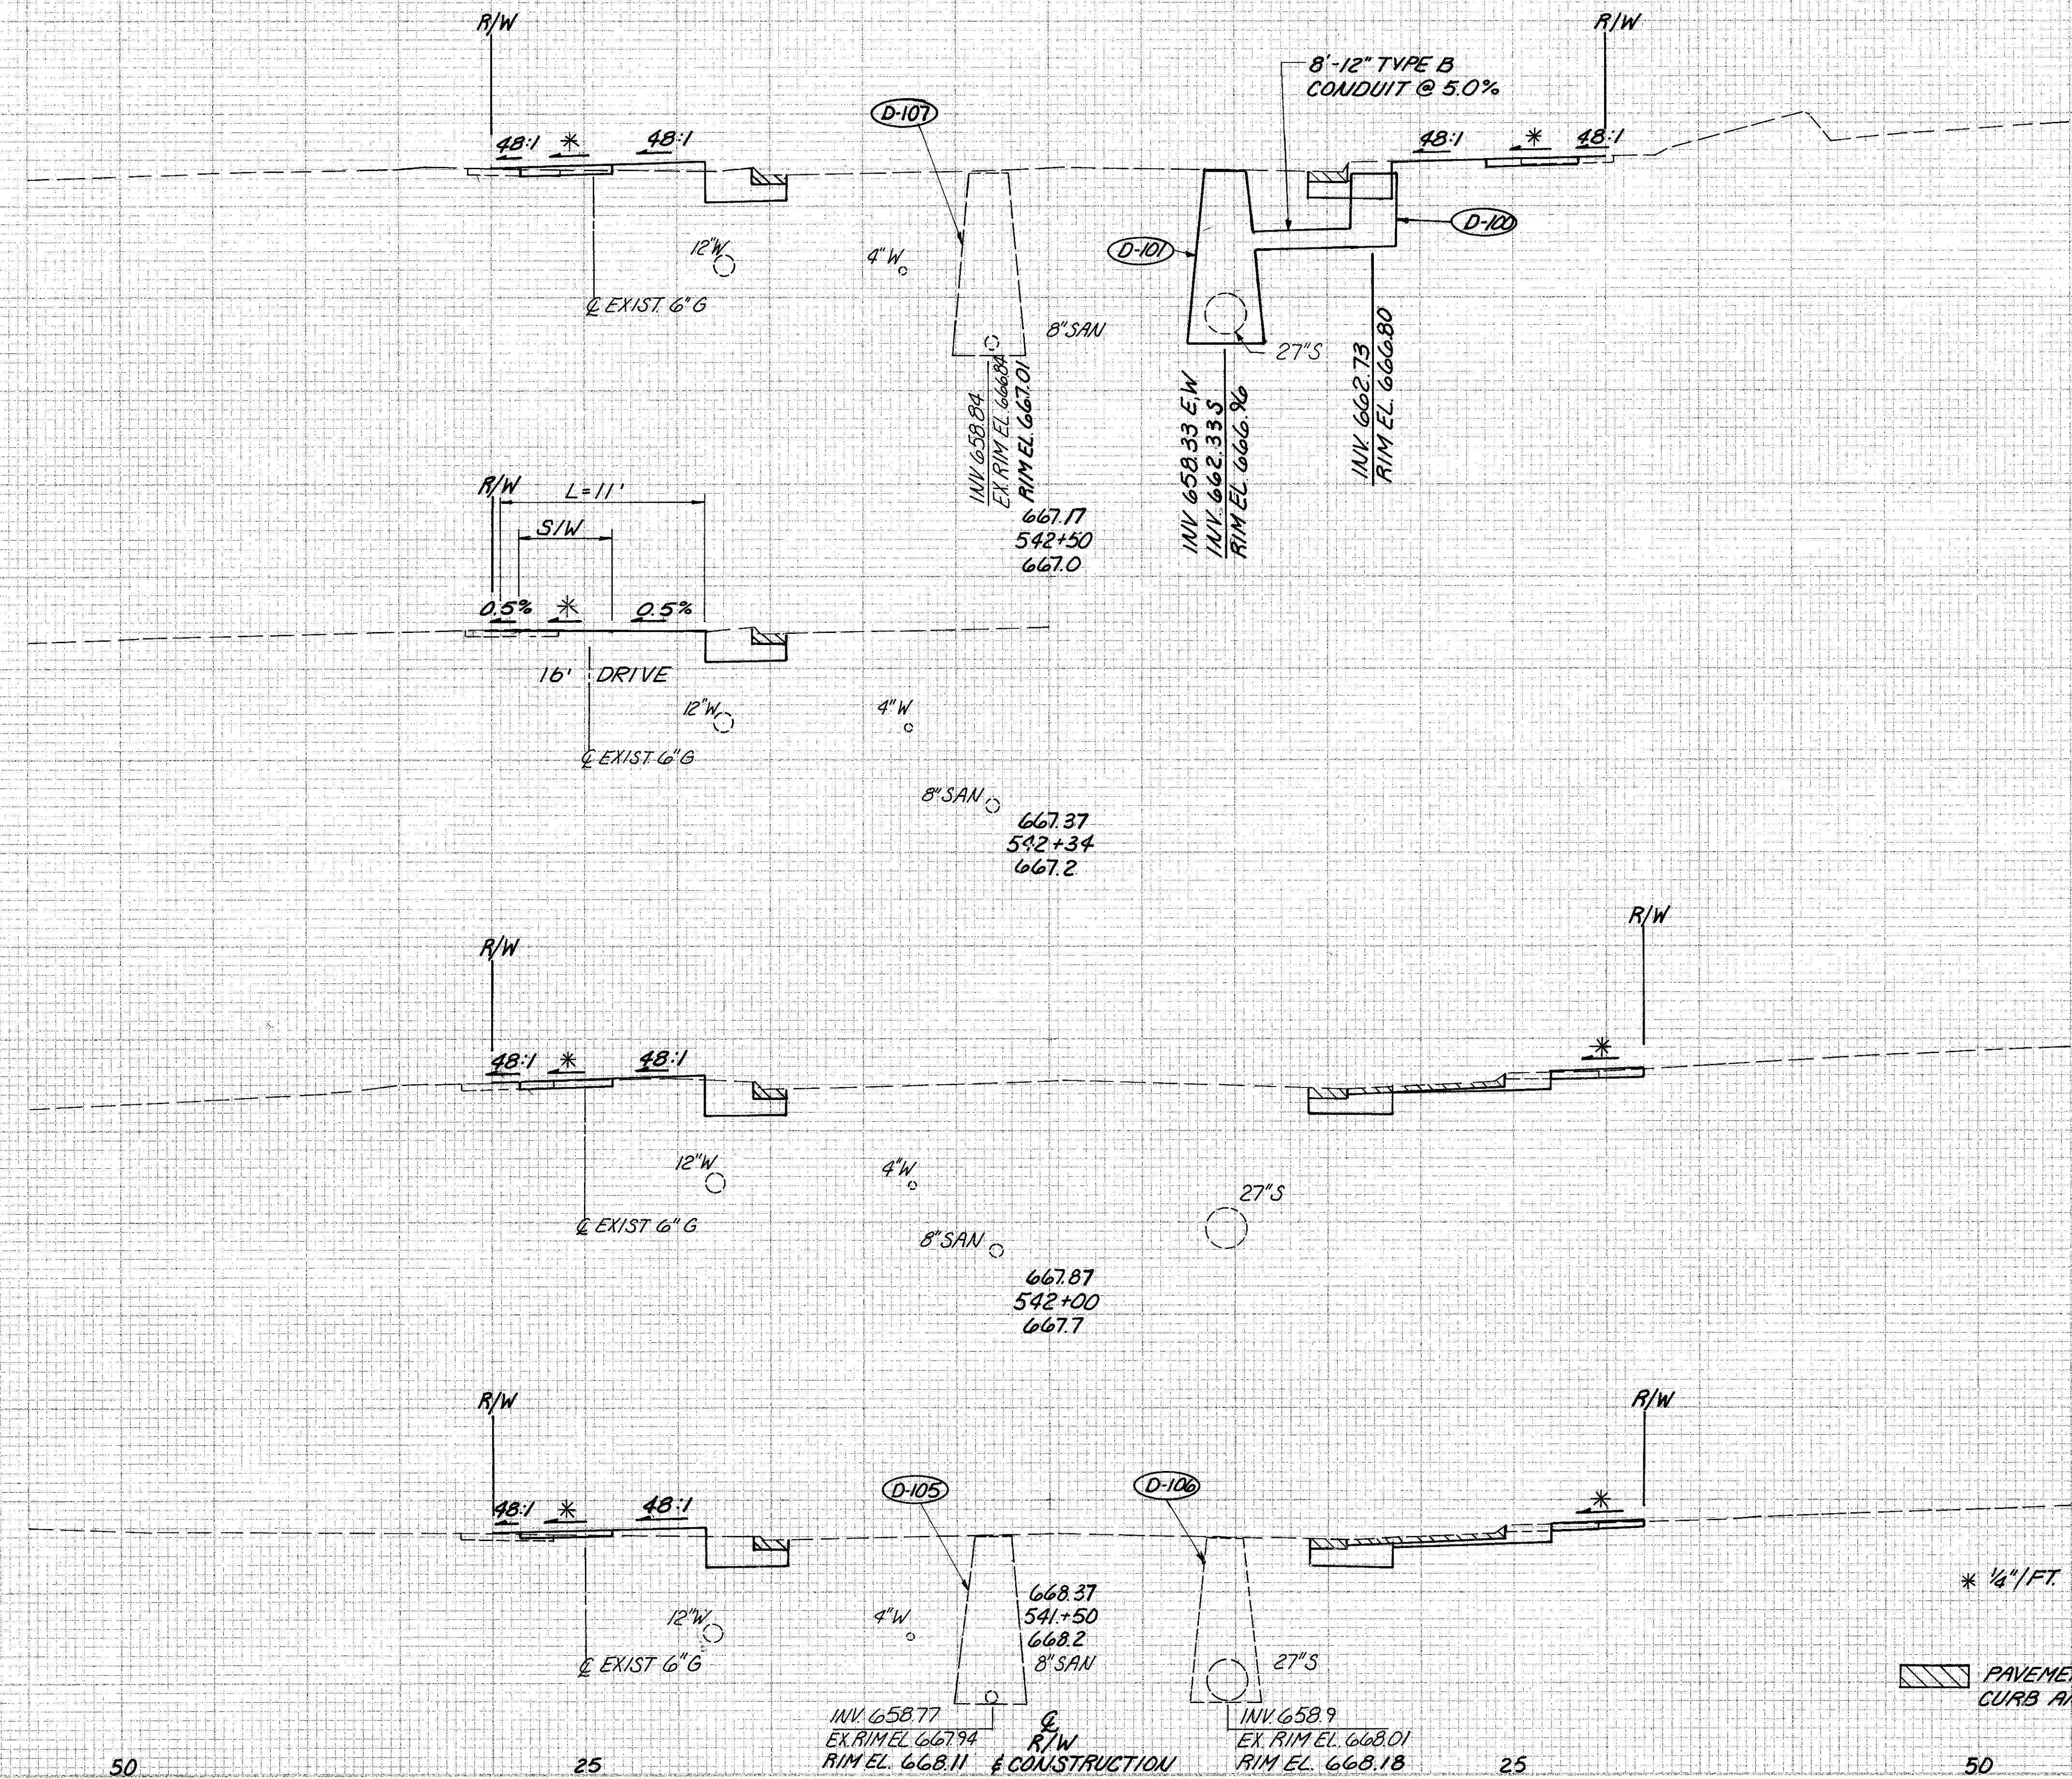 R/W
R/W
8'-12" TYPE B
CONDUIT @ 5.0%
D-107
48:1
*
48:1
48:1
*
48:1
D-100
D-101
12"W
4"W
℄ EXIST. 6"G
8"SAN
27"S
INV. 658.84
EX. RIM EL. 666.84
RIM EL. 667.01
INV 658.33 E,W
INV. 662.33 S
RIM EL. 666.96
INV. 662.73
RIM EL. 666.80
667.17
542+50
667.0
R/W
L=11'
S/W
0.5%
*
0.5%
16' DRIVE
12"W
4"W
℄ EXIST. 6"G
8"SAN
667.37
542+34
667.2
R/W
R/W
48:1
*
48:1
*
12"W
4"W
27"S
℄ EXIST 6"G
8"SAN
667.87
542+00
667.7
R/W
R/W
D-105
D-106
48:1
*
48:1
*
* 1/4"/FT.
668.37
541+50
668.2
12"W
4"W
℄ EXIST 6"G
8"SAN
27"S
PAVEME
CURB A
INV. 658.77
EX. RIM EL. 667.94
RIM EL. 668.11
℄
R/W
& CONSTRUCTION
INV. 658.9
EX. RIM EL. 668.01
RIM EL. 668.18
50
25
25
50